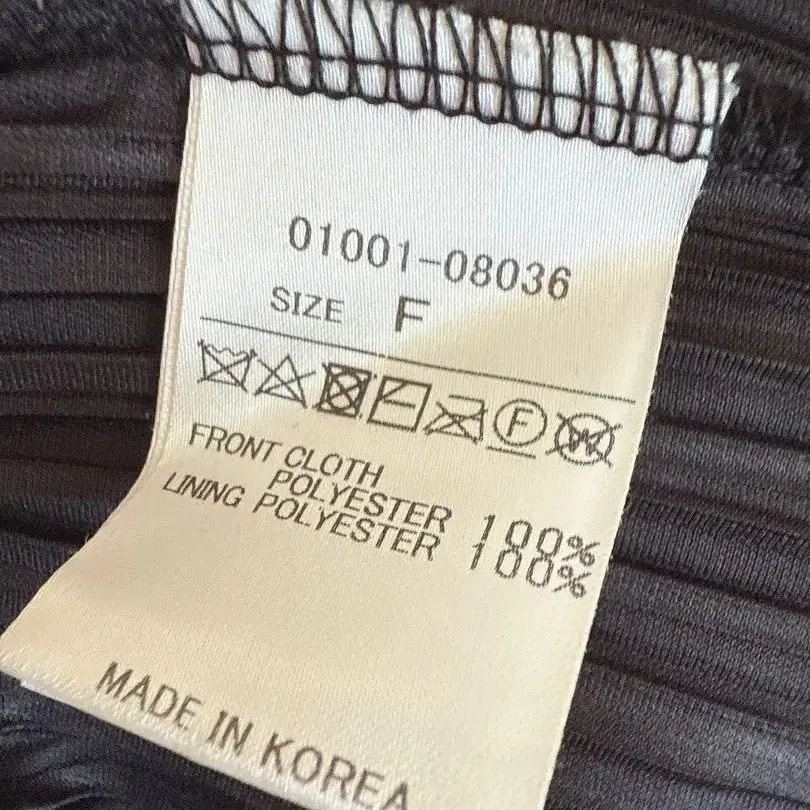 01001-08036
SIZE F
F W
FRONT CLOTH
POLYESTER 100%
LINING POLYESTER 100%
MADE IN KOREA